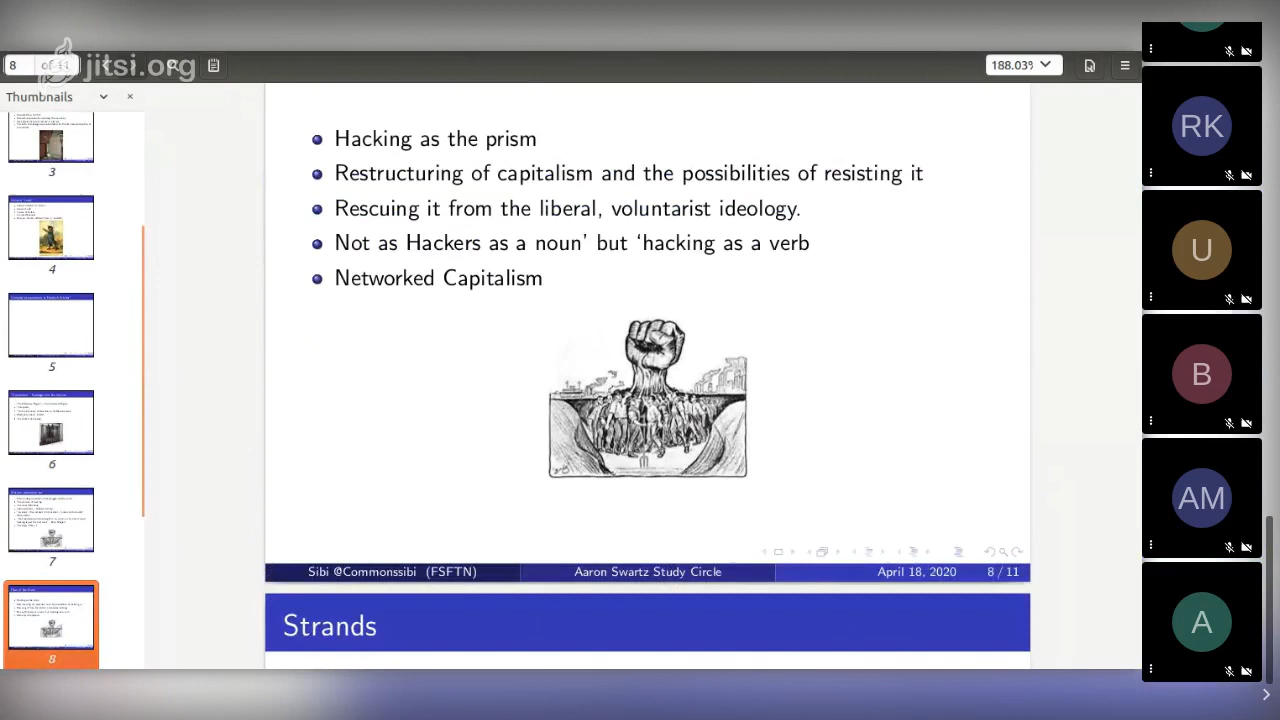 jitsi.org
8
of 11
188.03%
Thumbnails
3
4
5
6
7
8
Hacking as the prism
Restructuring of capitalism and the possibilities of resisting it
Rescuing it from the liberal, voluntarist ideology.
Not as Hackers as a noun’ but ‘hacking as a verb
Networked Capitalism
Sibi @Commonssibi (FSFTN)
Aaron Swartz Study Circle
April 18, 2020
8 / 11
Strands
RK
U
B
AM
A